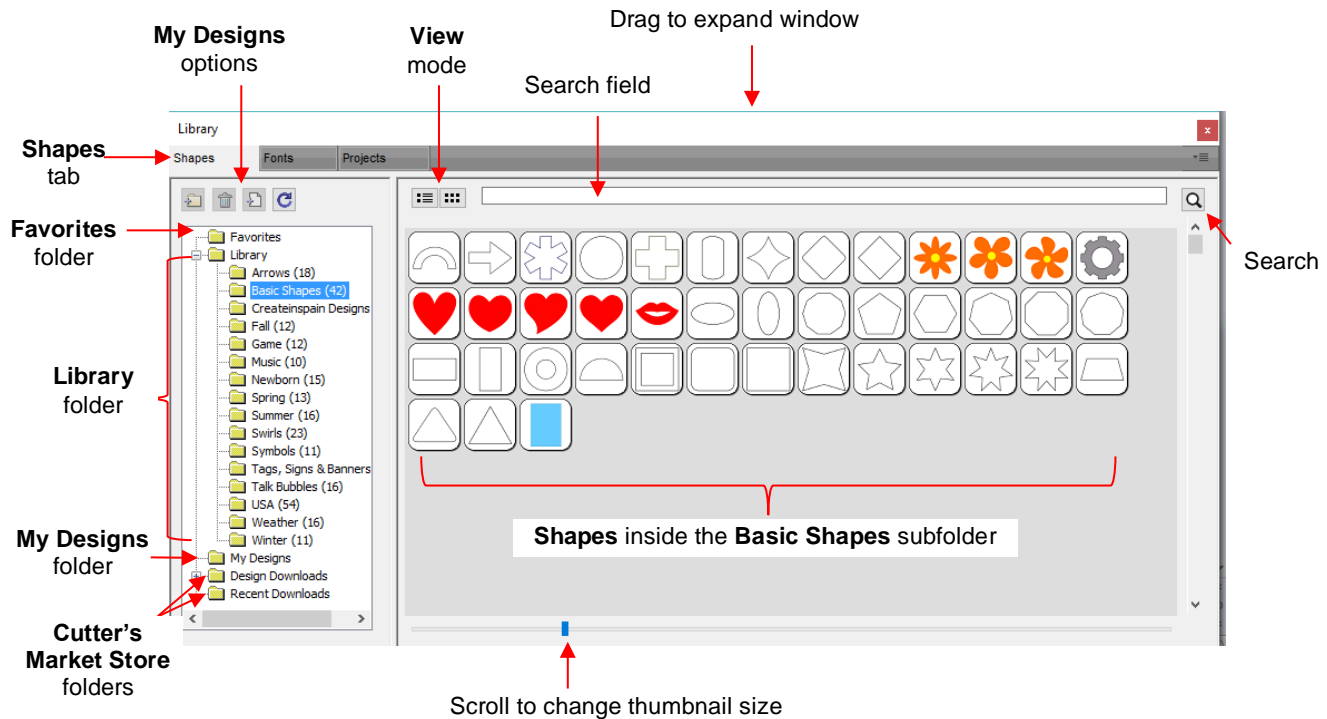 Drag to expand window
My Designs
options
View
mode
Search field
Library
x
Shapes
tab
Shapes
Fonts
Projects
Favorites
folder
Search
Favorites
Library
Arrows (18)
Basic Shapes (42)
Createinspain Designs
Fall (12)
Game (12)
Music (10)
Newborn (15)
Spring (13)
Summer (16)
Swirls (23)
Symbols (11)
Tags, Signs & Banners
Talk Bubbles (16)
USA (54)
Weather (16)
Winter (11)
My Designs
Design Downloads
Recent Downloads
Library
folder
Shapes inside the Basic Shapes subfolder
My Designs
folder
Cutter's
Market Store
folders
Scroll to change thumbnail size